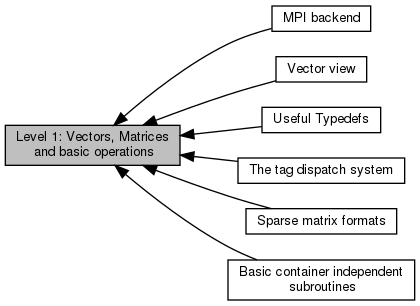 MPI backend
Vector view
Level 1: Vectors, Matrices
and basic operations
Useful Typedefs
The tag dispatch system
Sparse matrix formats
Basic container independent
subroutines